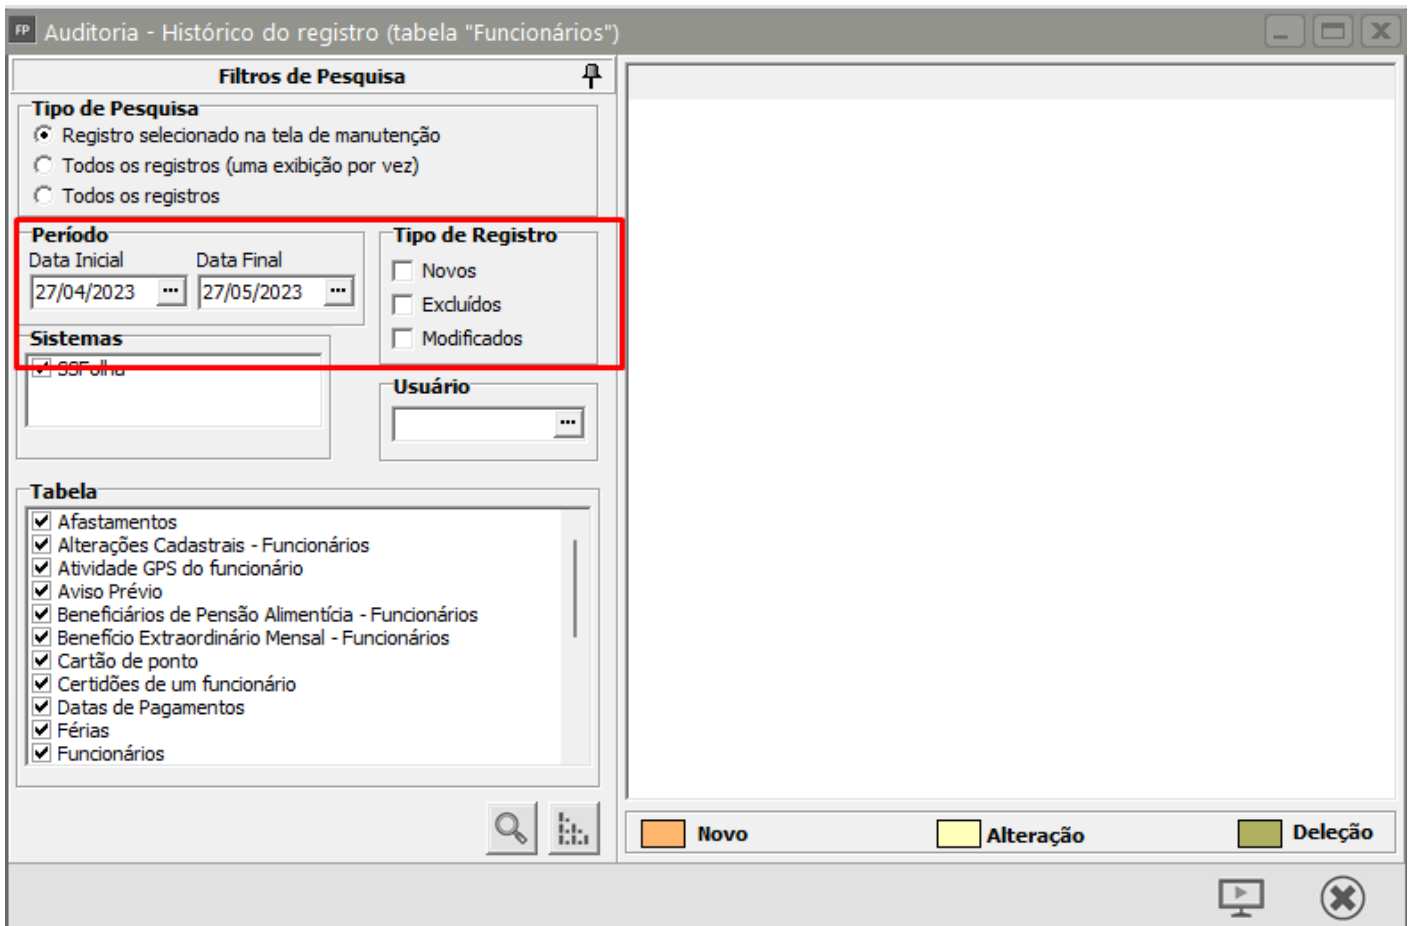 FP Auditoria - Histórico do registro (tabela "Funcionários")
Filtros de Pesquisa
Tipo de Pesquisa
Registro selecionado na tela de manutenção
Todos os registros (uma exibição por vez)
Todos os registros
Período
Data Inicial Data Final
27/04/2023 ... 27/05/2023 ...
Tipo de Registro
Novos
Excluídos
Modificados
Sistemas
SSFolha
Usuário
...
Tabela
Afastamentos
Alterações Cadastrais - Funcionários
Atividade GPS do funcionário
Aviso Prévio
Beneficiários de Pensão Alimentícia - Funcionários
Benefício Extraordinário Mensal - Funcionários
Cartão de ponto
Certidões de um funcionário
Datas de Pagamentos
Férias
Funcionários
Novo Alteração Deleção